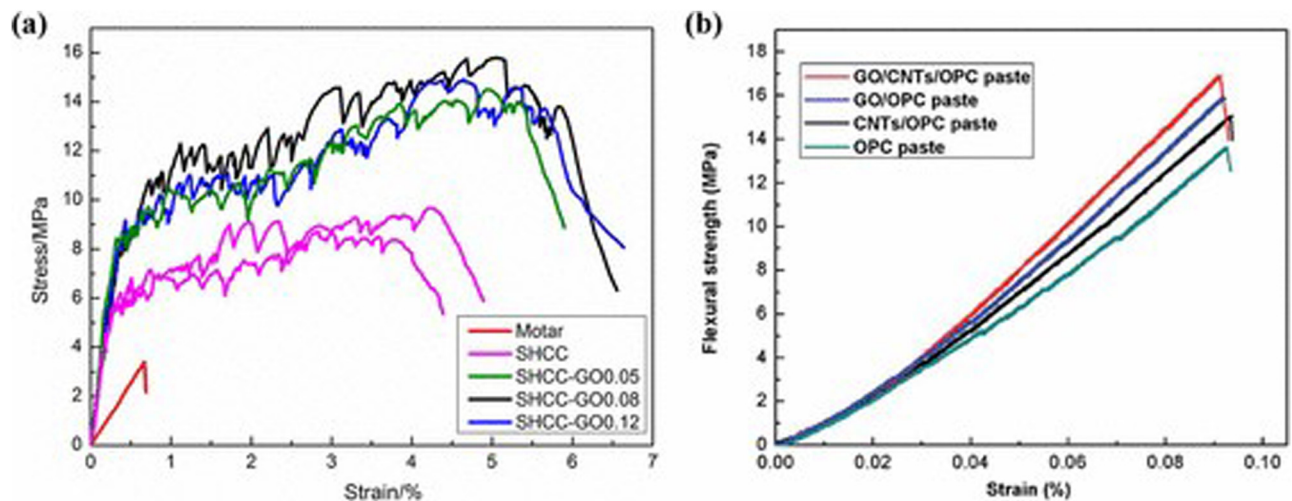 (a)
16
14
12
10
8
6
4
2
0
Stress/MPa
Motar
SHCC
SHCC-GO0.05
SHCC-GO0.08
SHCC-GO0.12
0 1 2 3 4 5 6 7
Strain/%
(b)
18
16
14
12
10
8
6
4
2
0
Flexural strength (MPa)
GO/CNTs/OPC paste
GO/OPC paste
CNTs/OPC paste
OPC paste
0.00 0.02 0.04 0.06 0.08 0.10
Strain (%)